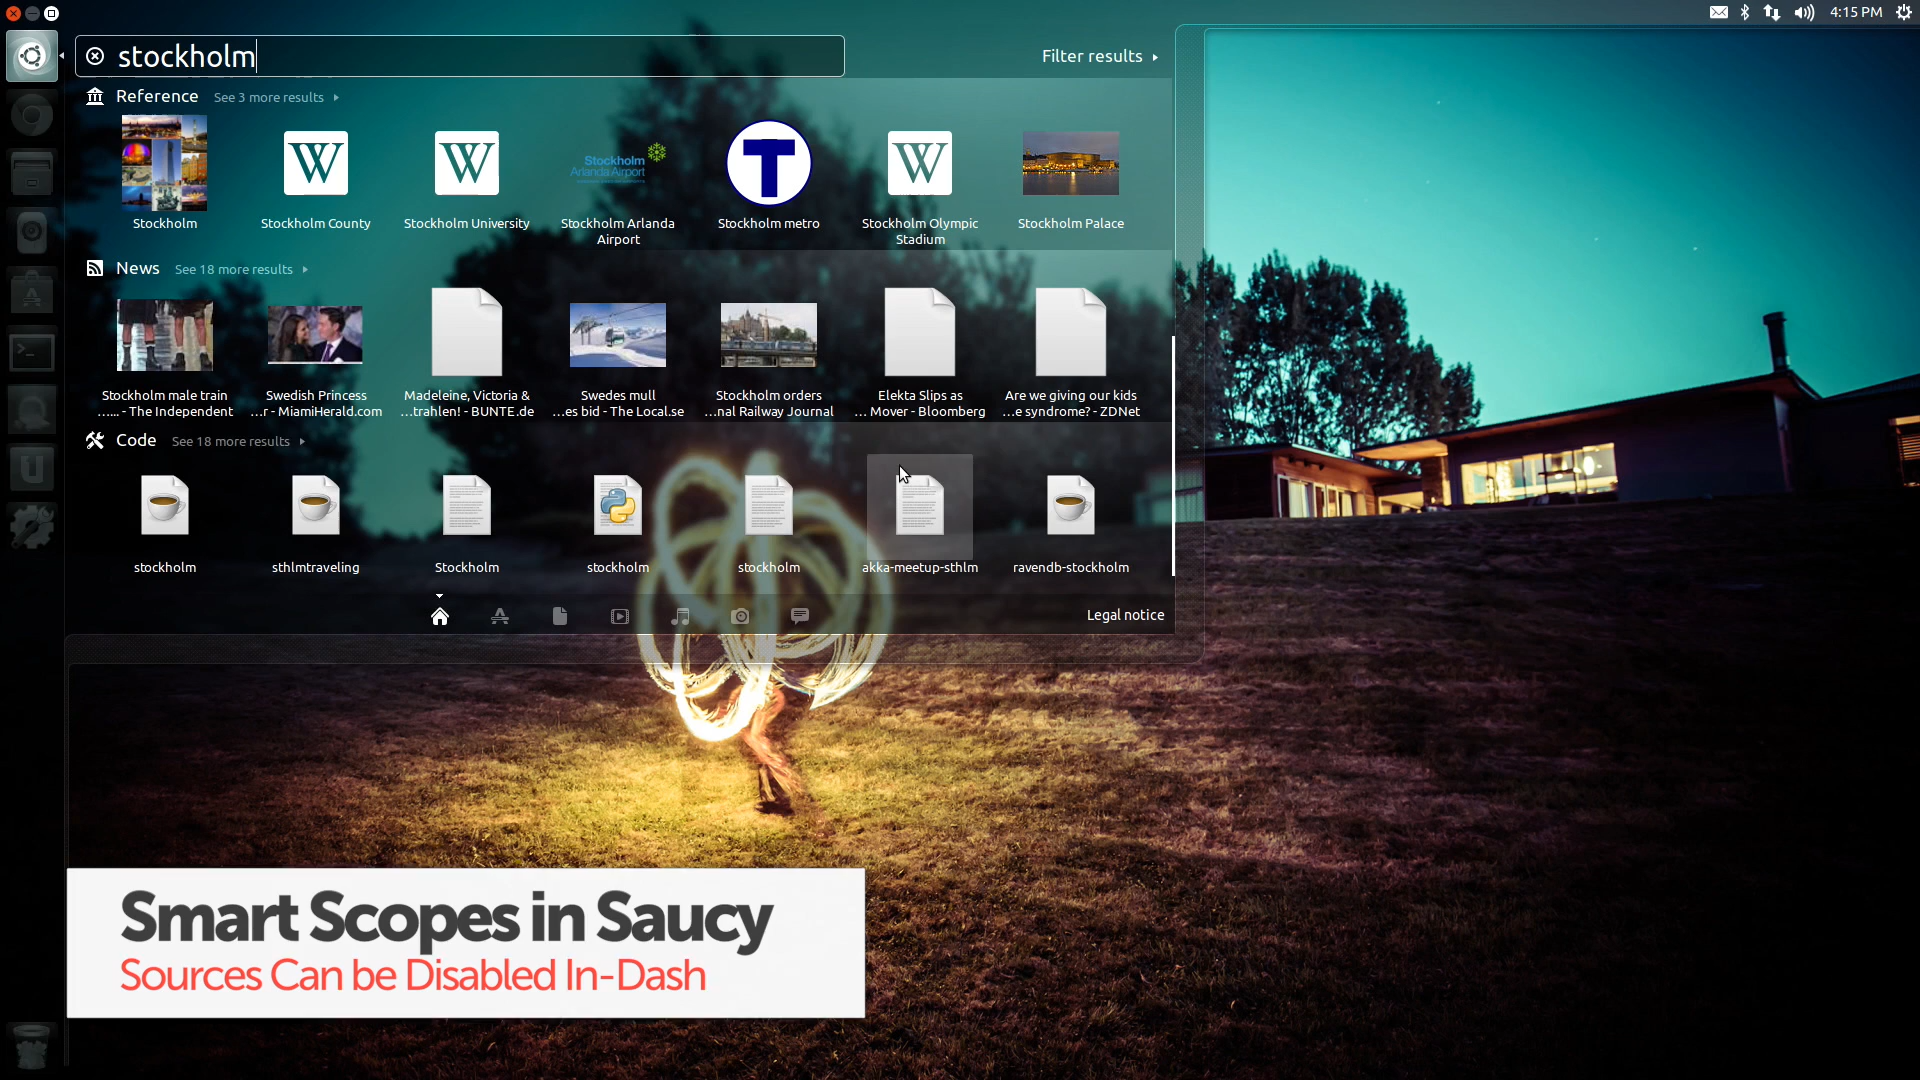 4:15 PM
stockholm
Filter results
Reference See 3 more results
W
W
Stockholm
Arlanda Airport
T
W
Stockholm
Stockholm County
Stockholm University
Stockholm Arlanda
Airport
Stockholm metro
Stockholm Olympic
Stadium
Stockholm Palace
News See 18 more results
Stockholm male train
...... - The Independent
Swedish Princess
...r - MiamiHerald.com
Madeleine, Victoria &
...trahlen! - BUNTE.de
Swedes mull
...es bid - The Local.se
Stockholm orders
...nal Railway Journal
Elekta Slips as
... Mover - Bloomberg
Are we giving our kids
...e syndrome? - ZDNet
Code See 18 more results
stockholm
sthlmtraveling
Stockholm
stockholm
stockholm
akka-meetup-sthlm
ravendb-stockholm
Legal notice
Smart Scopes in Saucy
Sources Can be Disabled In-Dash